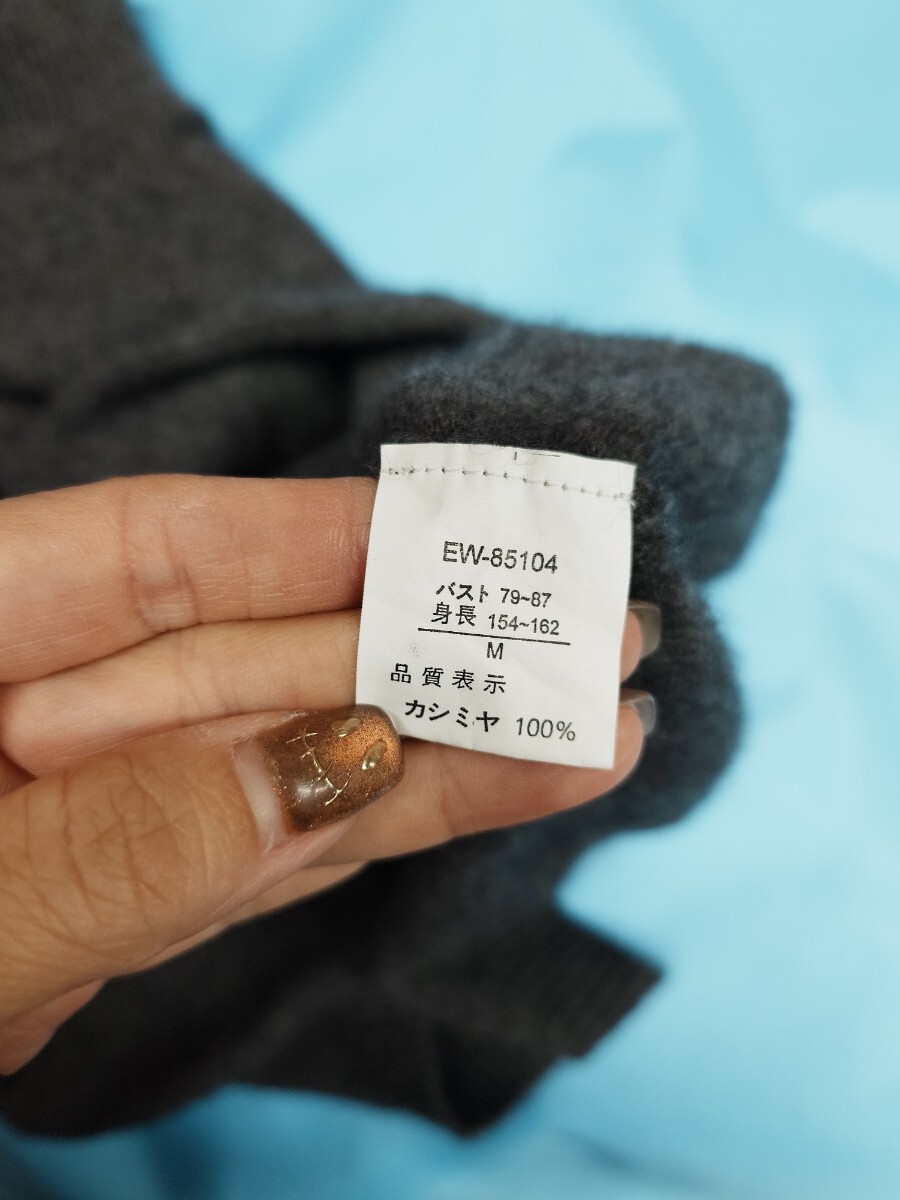 EW-85104
バスト 79~87
身長 154~162
M
品質表示
カシミヤ 100%